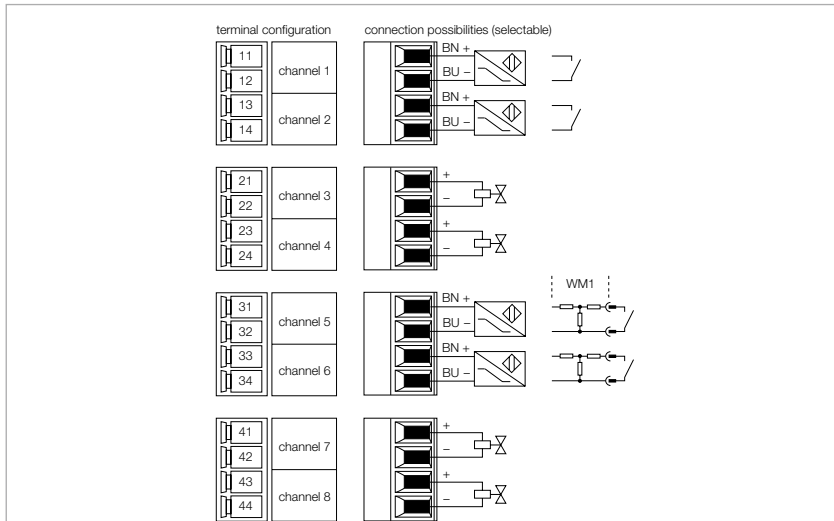 terminal configuration
connection possibilities (selectable)
11
12
13
14
channel 1
channel 2
BN +
BU –
BN +
BU –
21
22
23
24
channel 3
channel 4
+
–
+
–
WM1
31
32
33
34
channel 5
channel 6
BN +
BU –
BN +
BU –
41
42
43
44
channel 7
channel 8
+
–
+
–